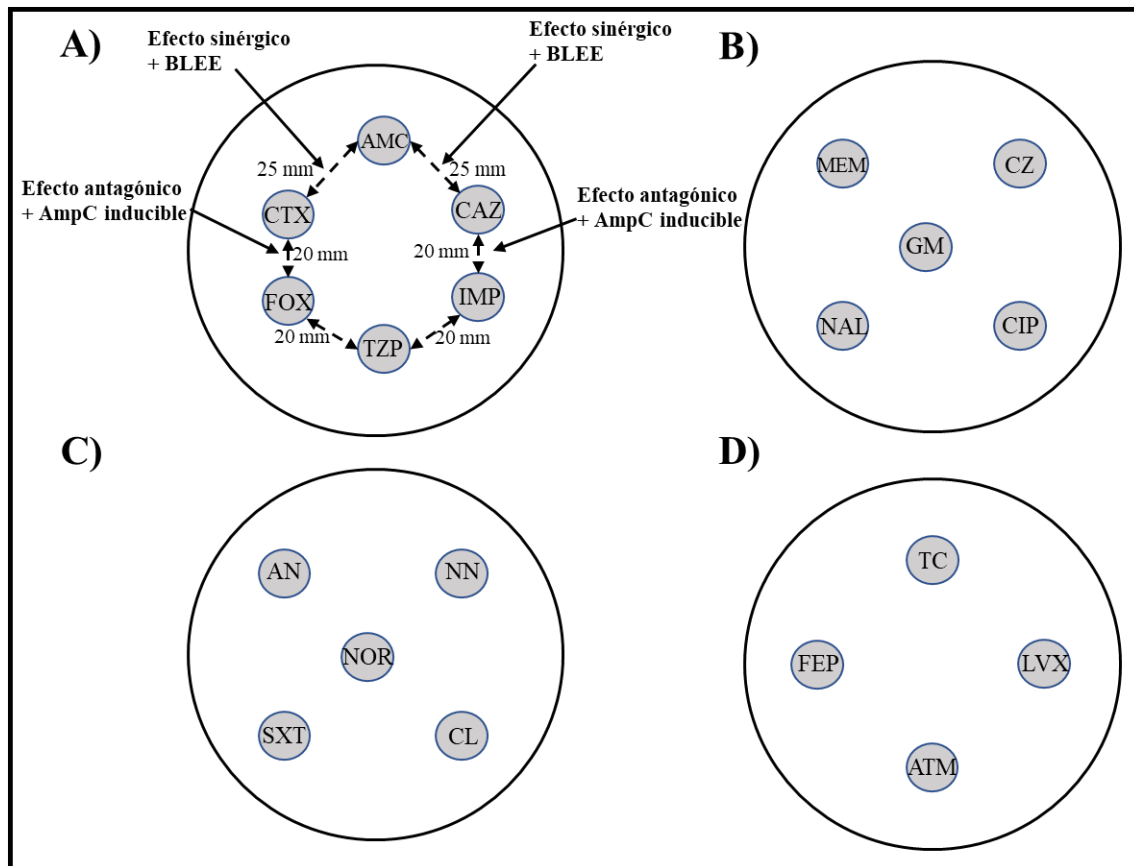 A)
Efecto sinérgico
+ BLEE
Efecto sinérgico
+ BLEE
AMC
25 mm
25 mm
Efecto antagónico
+ AmpC inducible
Efecto antagónico
+ AmpC inducible
CTX
CAZ
20 mm
20 mm
FOX
IMP
20 mm
20 mm
TZP
B)
MEM
CZ
GM
NAL
CIP
C)
AN
NN
NOR
SXT
CL
D)
TC
FEP
LVX
ATM